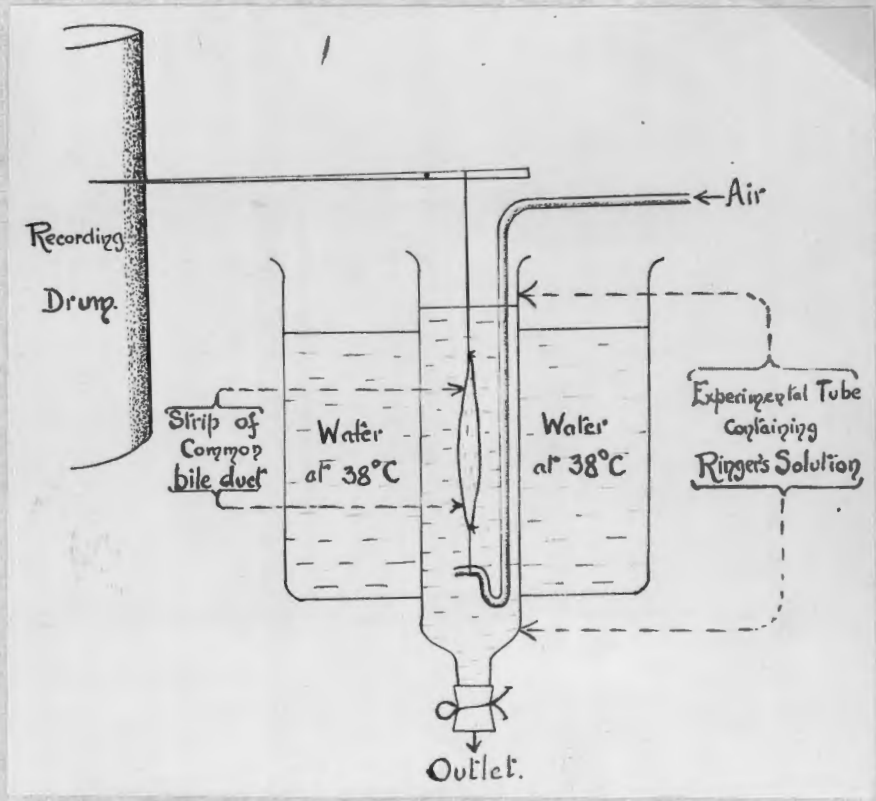 Recording
Drum.
Air
Strip of
Common
bile duct
Water
at 38°C
Water
at 38°C
Experimental Tube
Containing
Ringer's Solution
Outlet.